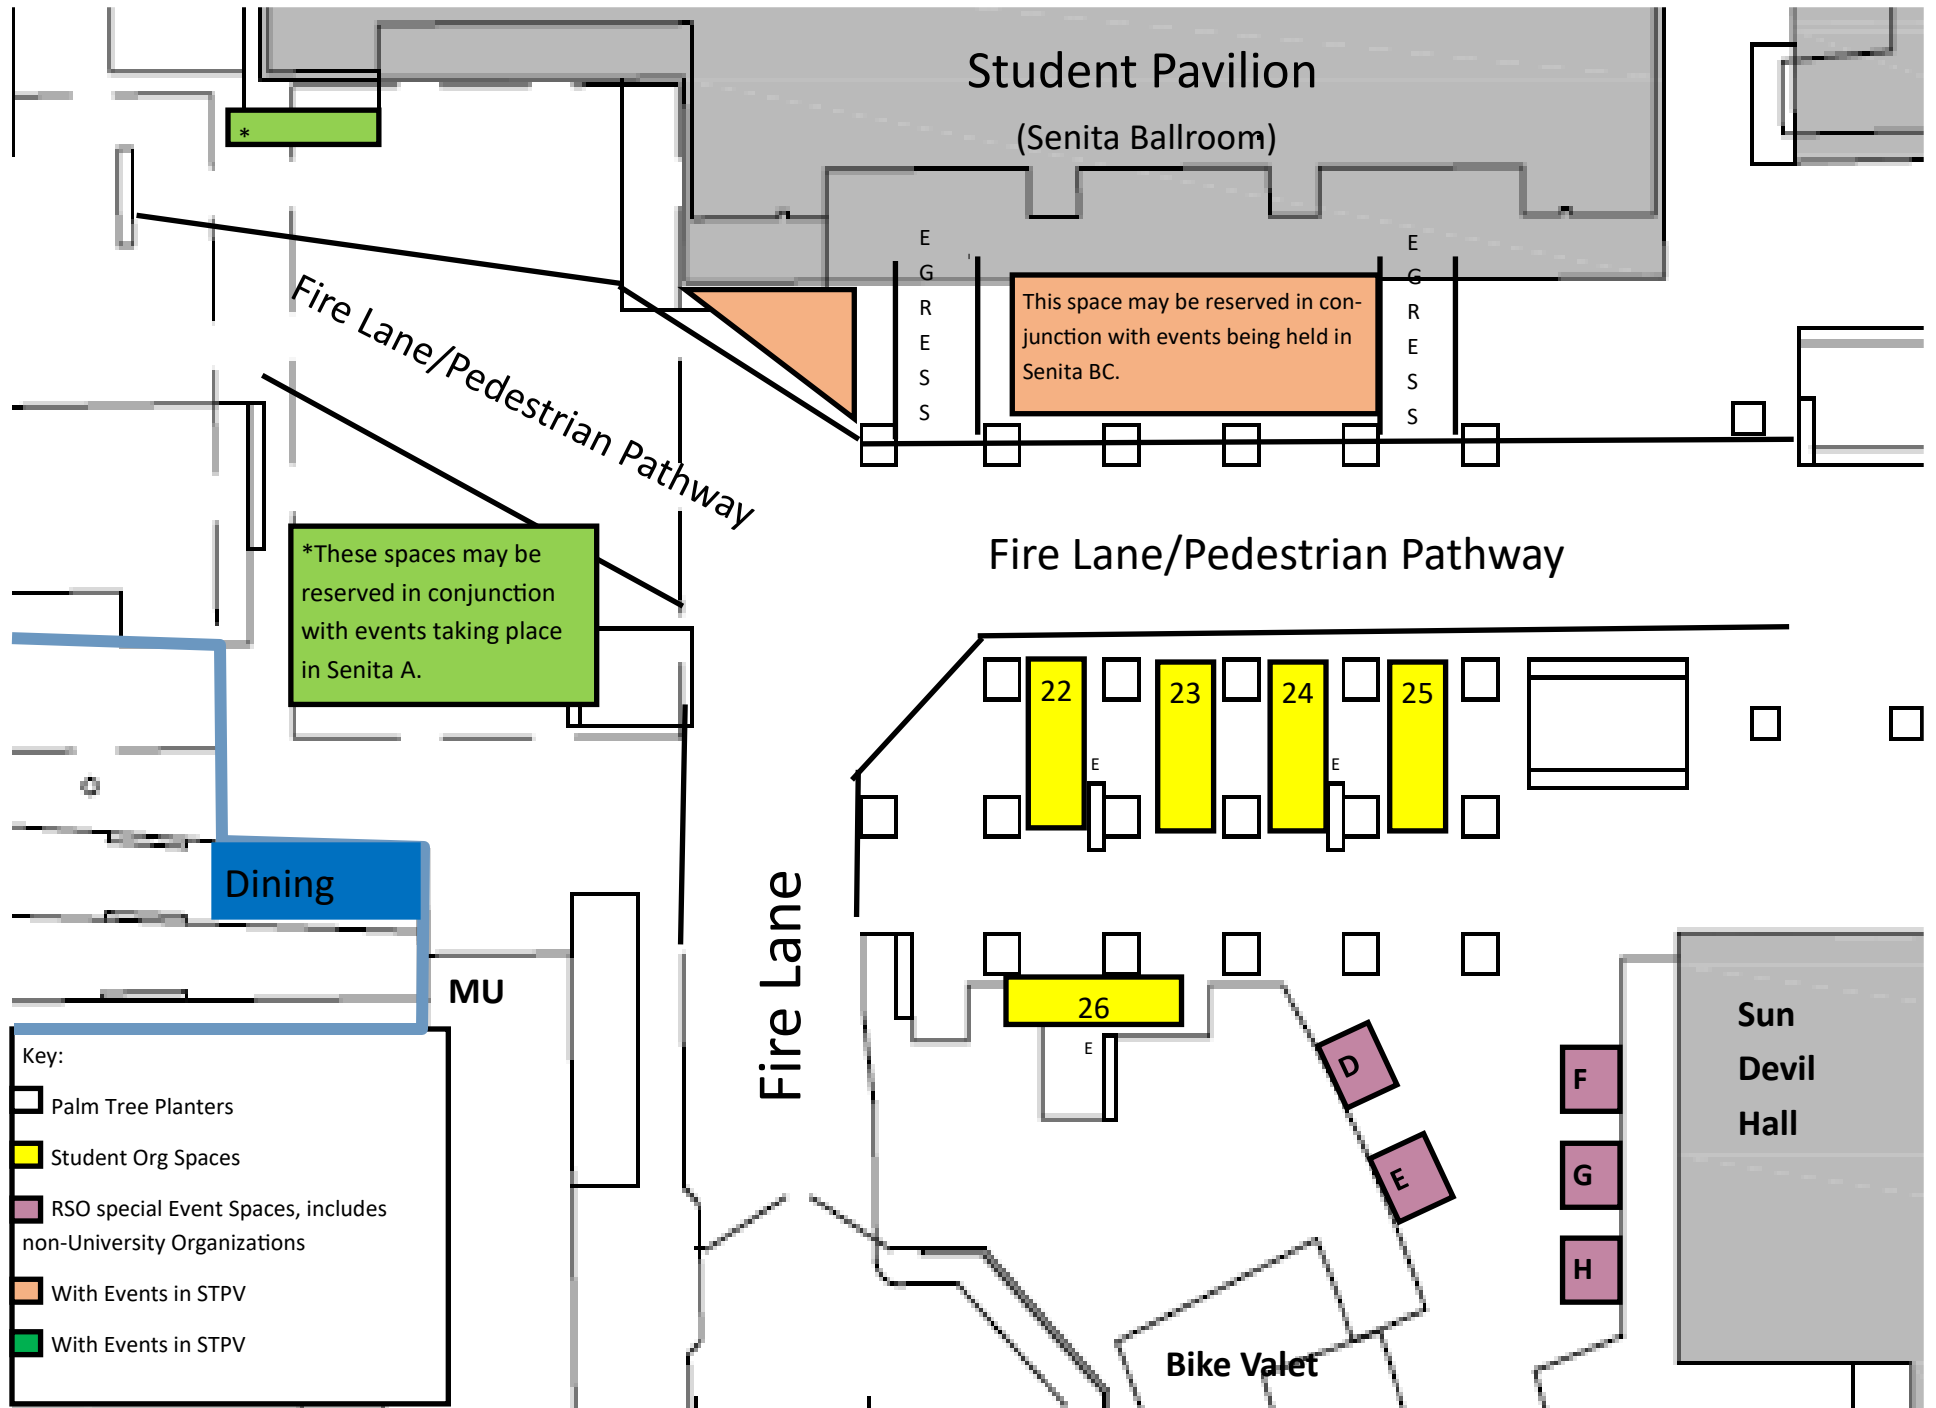 Student Pavilion
(Senita Ballroom)
*
EGRESS
EGRESS
This space may be reserved in con-
junction with events being held in
Senita BC.
Fire Lane/Pedestrian Pathway
*These spaces may be
reserved in conjunction
with events taking place
in Senita A.
Fire Lane/Pedestrian Pathway
22
23
24
25
E
E
Dining
Fire Lane
MU
26
E
D
E
F
G
H
Sun
Devil
Hall
Key:
Palm Tree Planters
Student Org Spaces
RSO special Event Spaces, includes
non-University Organizations
With Events in STPV
With Events in STPV
Bike Valet